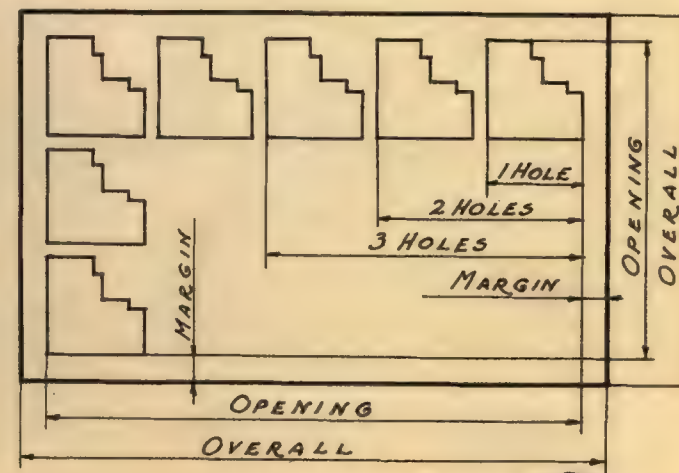 1 HOLE
2 HOLES
3 HOLES
MARGIN
MARGIN
OPENING
OVERALL
OPENING
OVERALL